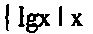 { lgx | x